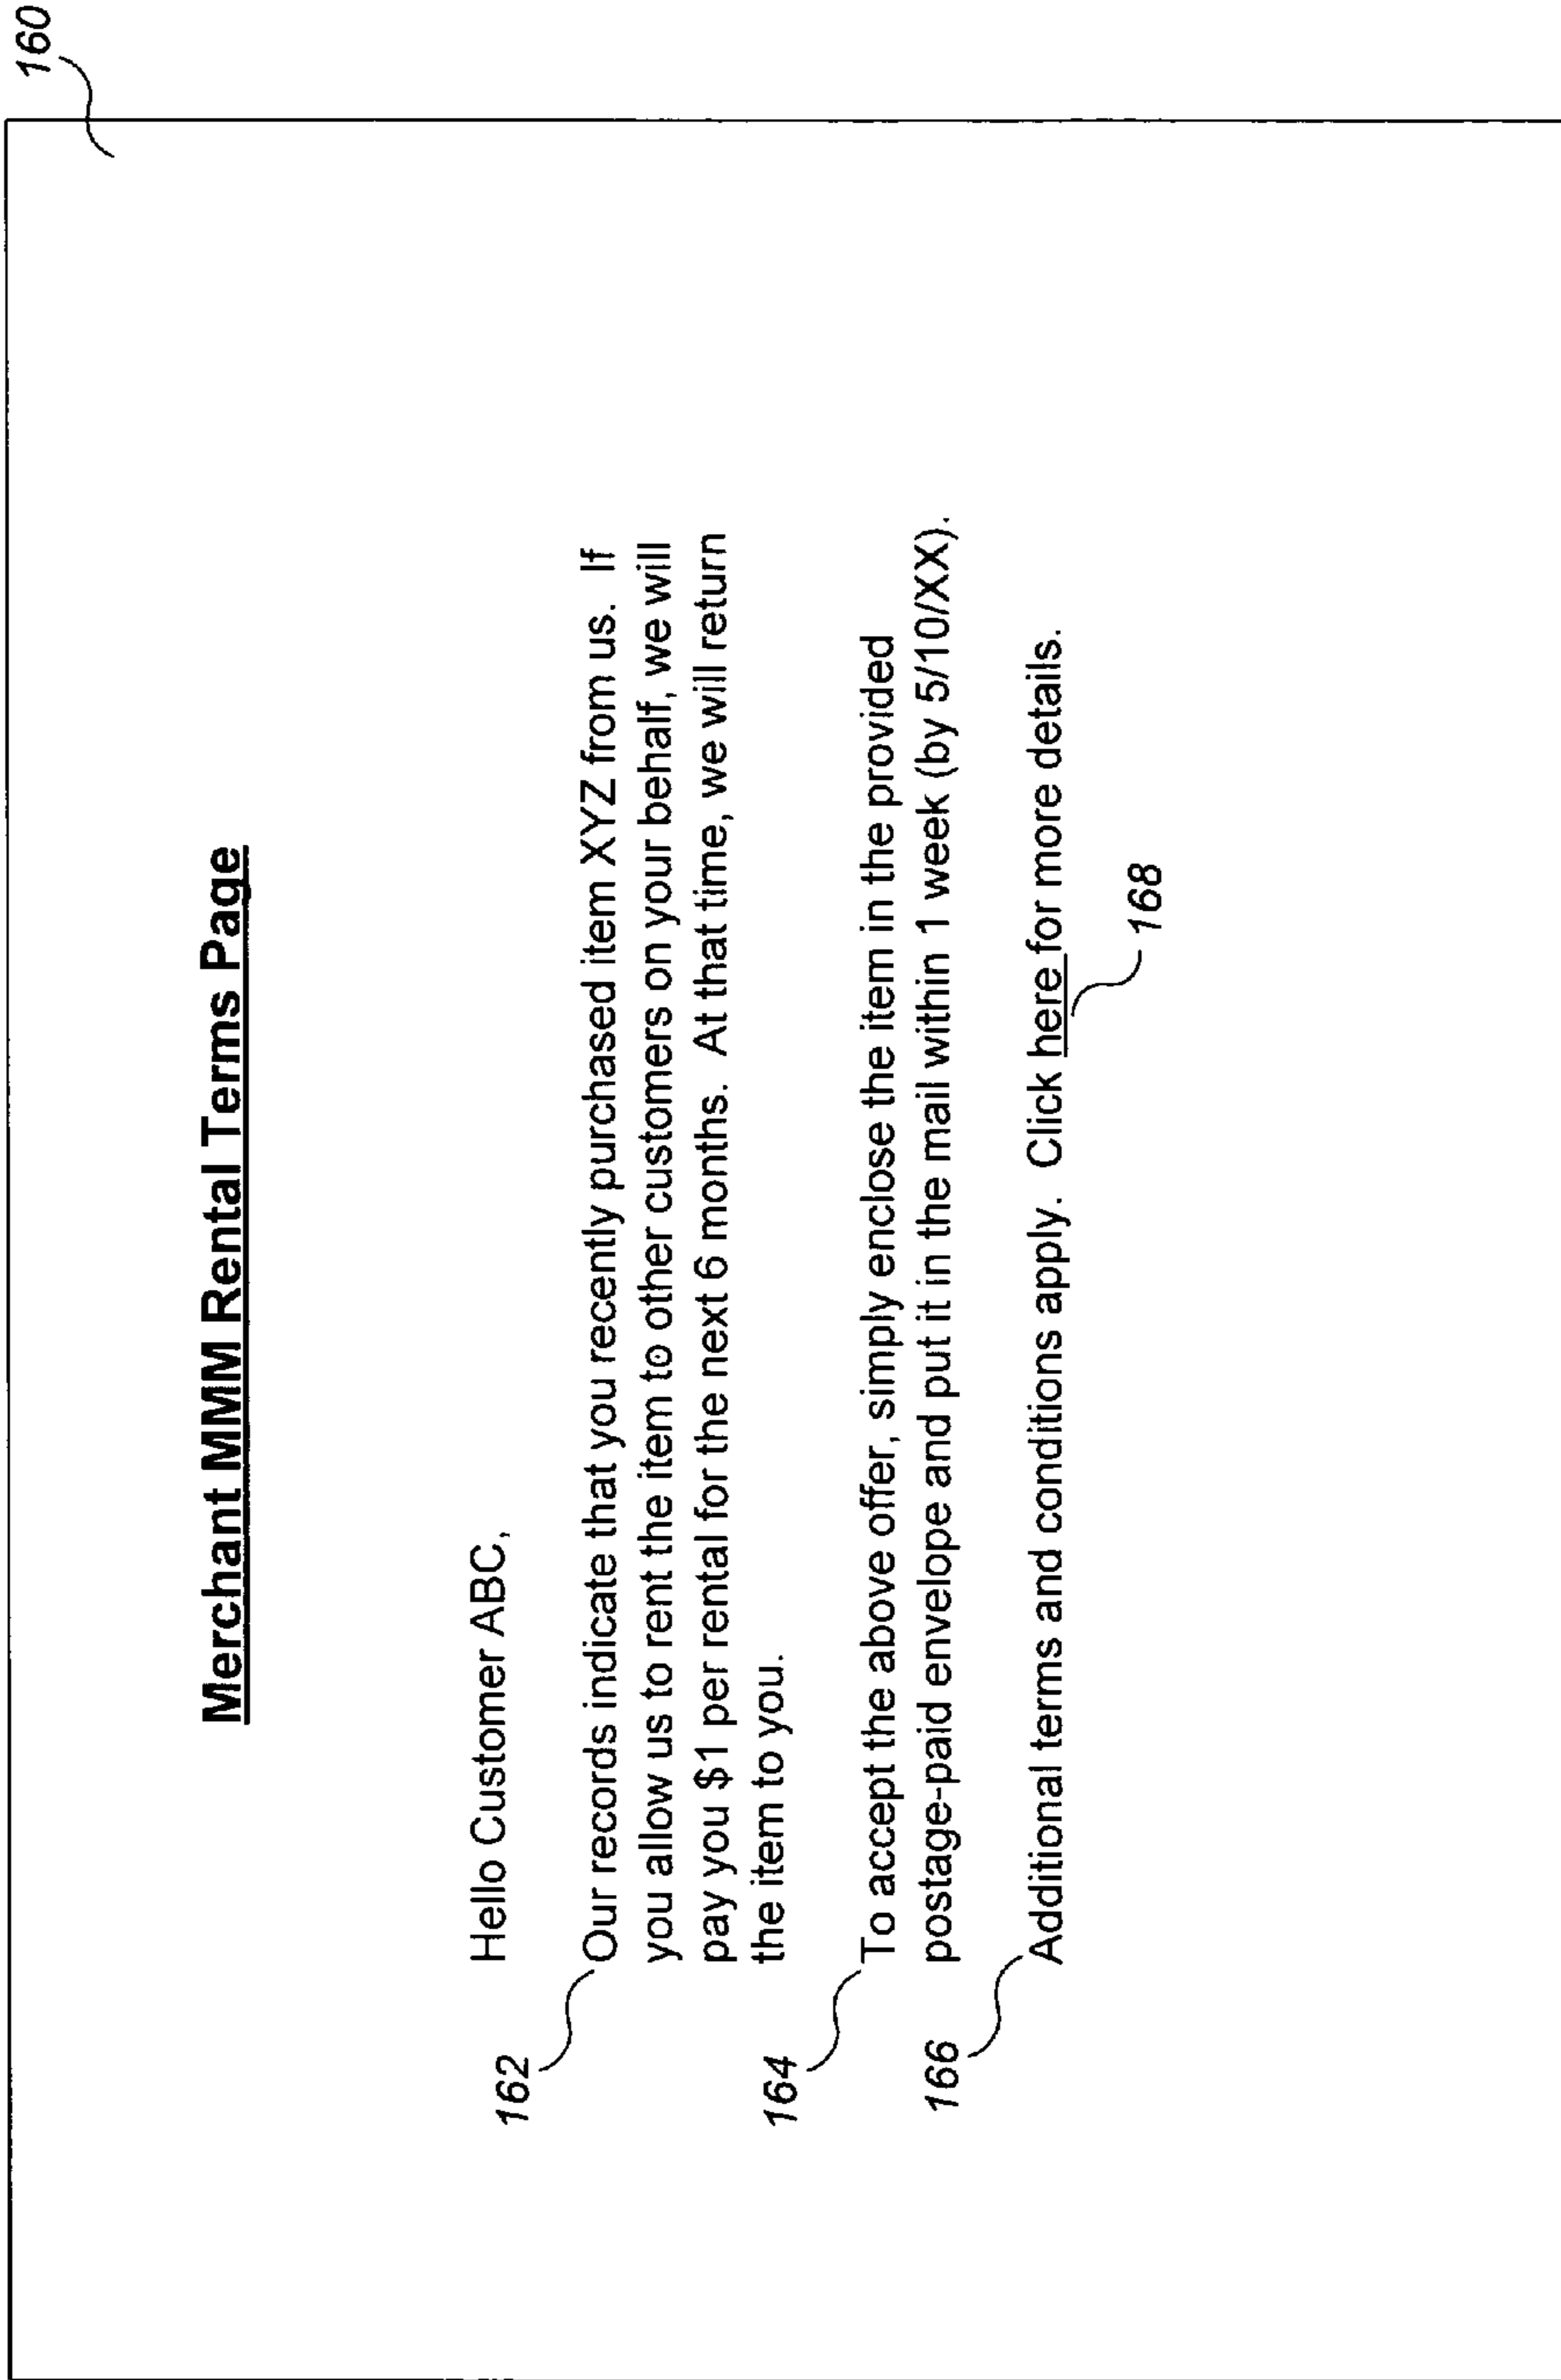 160
Merchant MMM Rental Terms Page
Hello Customer ABC,
162
Our records indicate that you recently purchased item XYZ from us. If
you allow us to rent the item to other customers on your behalf, we will
pay you $1 per rental for the next 6 months. At that time, we will return
the item to you.
164
To accept the above offer, simply enclose the item in the provided
postage-paid envelope and put it in the mail within 1 week (by 5/10/XX).
166
Additional terms and conditions apply. Click here for more details.
168